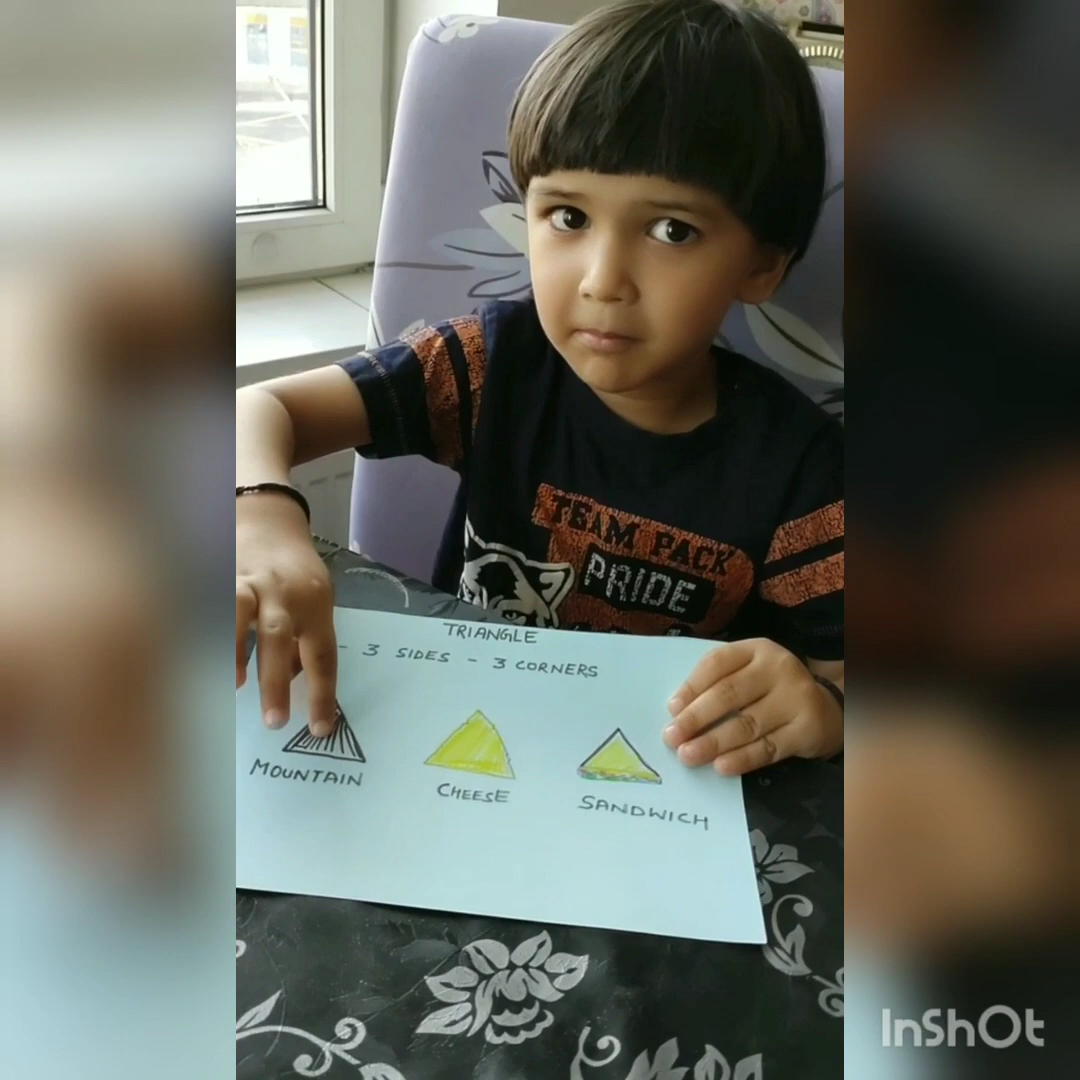 TEAM PACK
PRIDE
TRIANGLE
- 3 SIDES - 3 CORNERS
MOUNTAIN
CHEESE
SANDWICH
InShOt